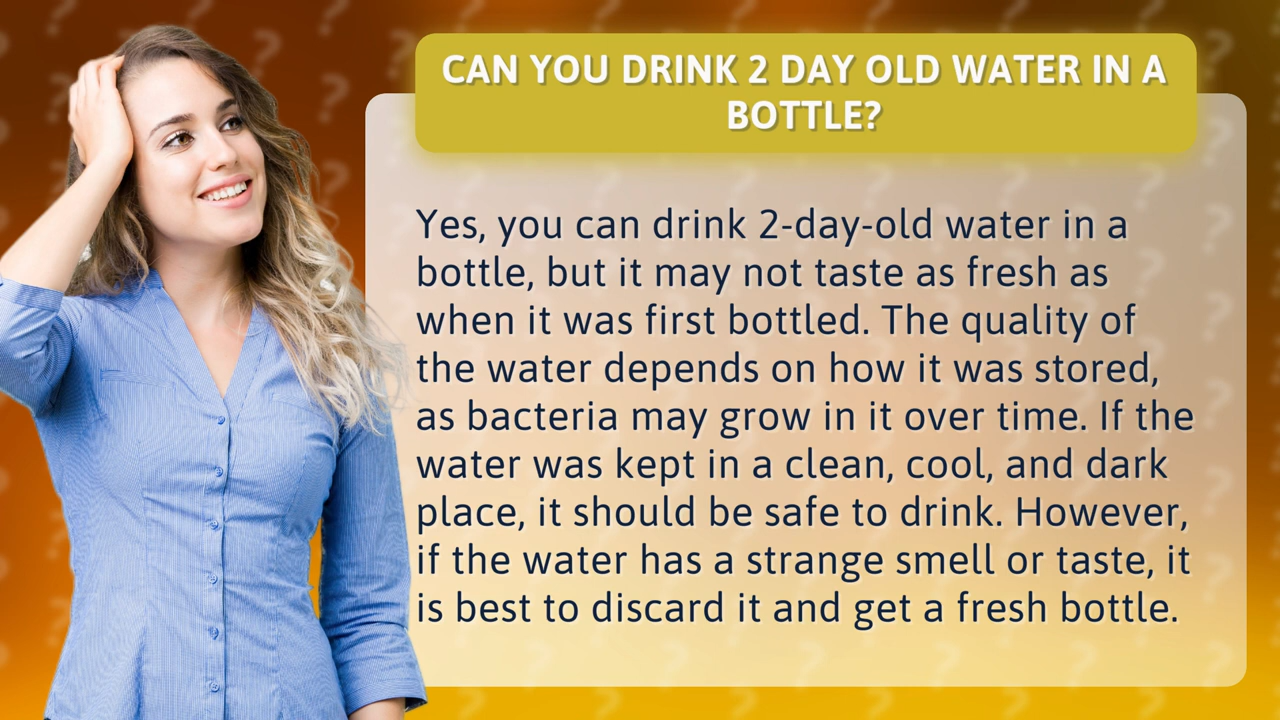 CAN YOU DRINK 2 DAY OLD WATER IN A
BOTTLE?
Yes, you can drink 2-day-old water in a
bottle, but it may not taste as fresh as
when it was first bottled. The quality of
the water depends on how it was stored,
as bacteria may grow in it over time. If the
water was kept in a clean, cool, and dark
place, it should be safe to drink. However,
if the water has a strange smell or taste, it
is best to discard it and get a fresh bottle.